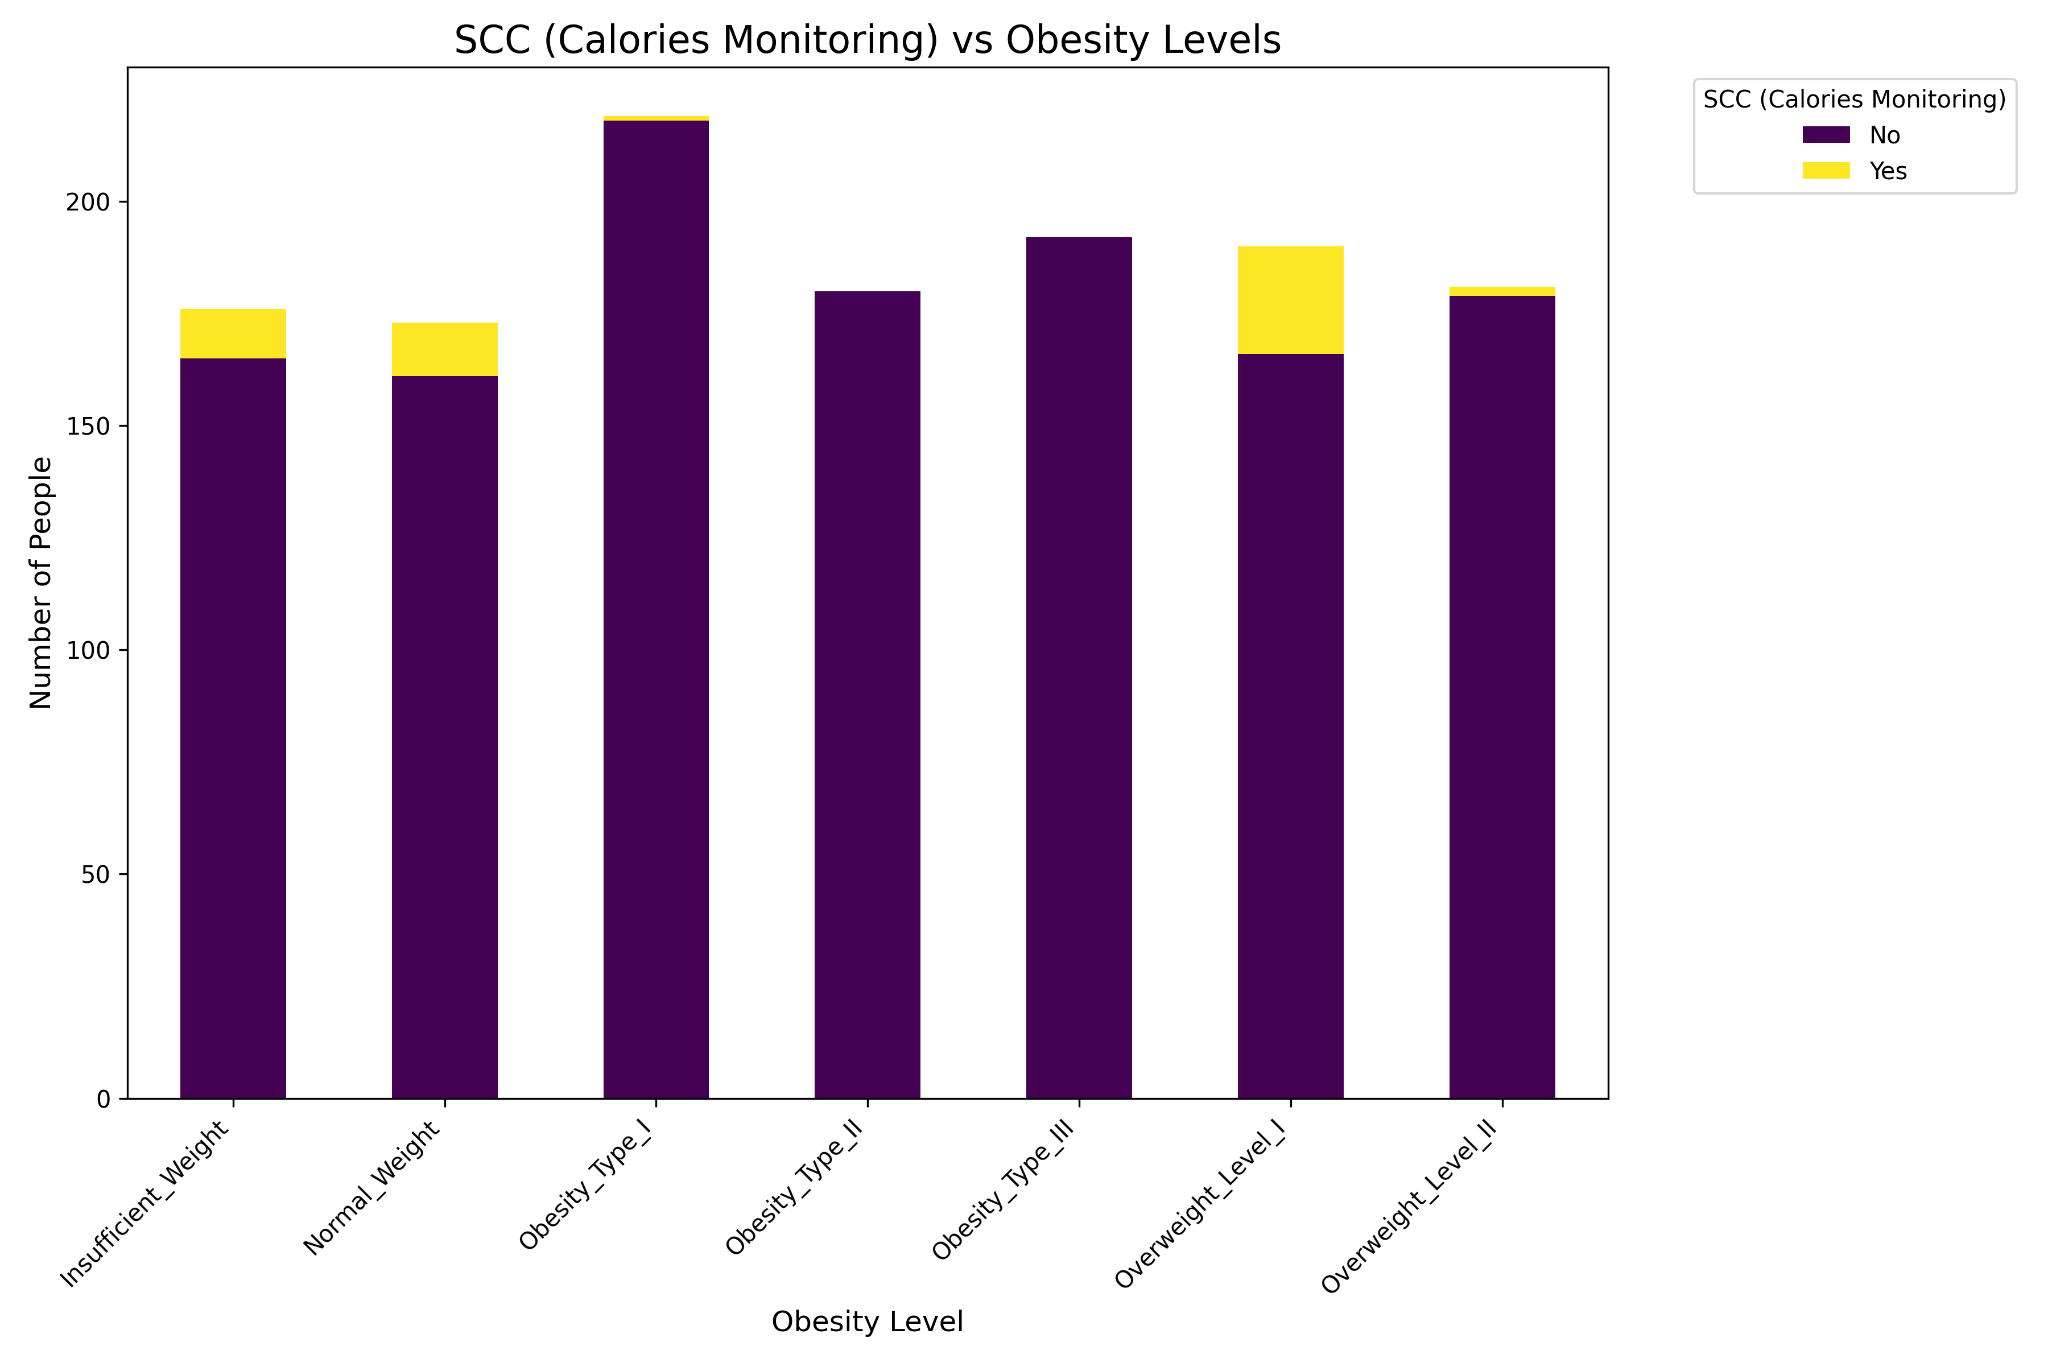 SCC (Calories Monitoring) vs Obesity Levels
SCC (Calories Monitoring)
No
Yes
Number of People
200
150
100
50
0
Insufficient_Weight
Normal_Weight
Obesity_Type_I
Obesity_Type_II
Obesity_Type_III
Overweight_Level_I
Overweight_Level_II
Obesity Level